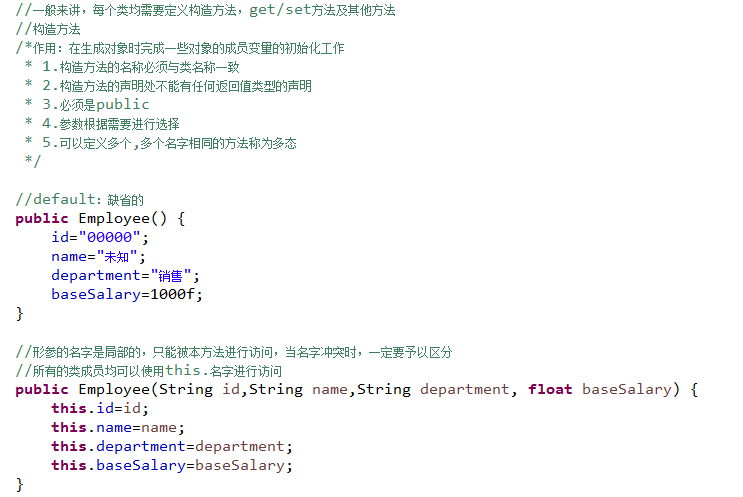 //一般来讲，每个类均需要定义构造方法，get/set方法及其他方法
//构造方法
/*作用：在生成对象时完成一些对象的成员变量的初始化工作
 * 1.构造方法的名称必须与类名称一致
 * 2.构造方法的声明处不能有任何返回值类型的声明
 * 3.必须是public
 * 4.参数根据需要进行选择
 * 5.可以定义多个,多个名字相同的方法称为多态
 */
//default：缺省的
public Employee() {
    id="00000";
    name="未知";
    department="销售";
    baseSalary=1000f;
}
//形参的名字是局部的，只能被本方法进行访问，当名字冲突时，一定要予以区分
//所有的类成员均可以使用this.名字进行访问
public Employee(String id,String name,String department, float baseSalary) {
    this.id=id;
    this.name=name;
    this.department=department;
    this.baseSalary=baseSalary;
}